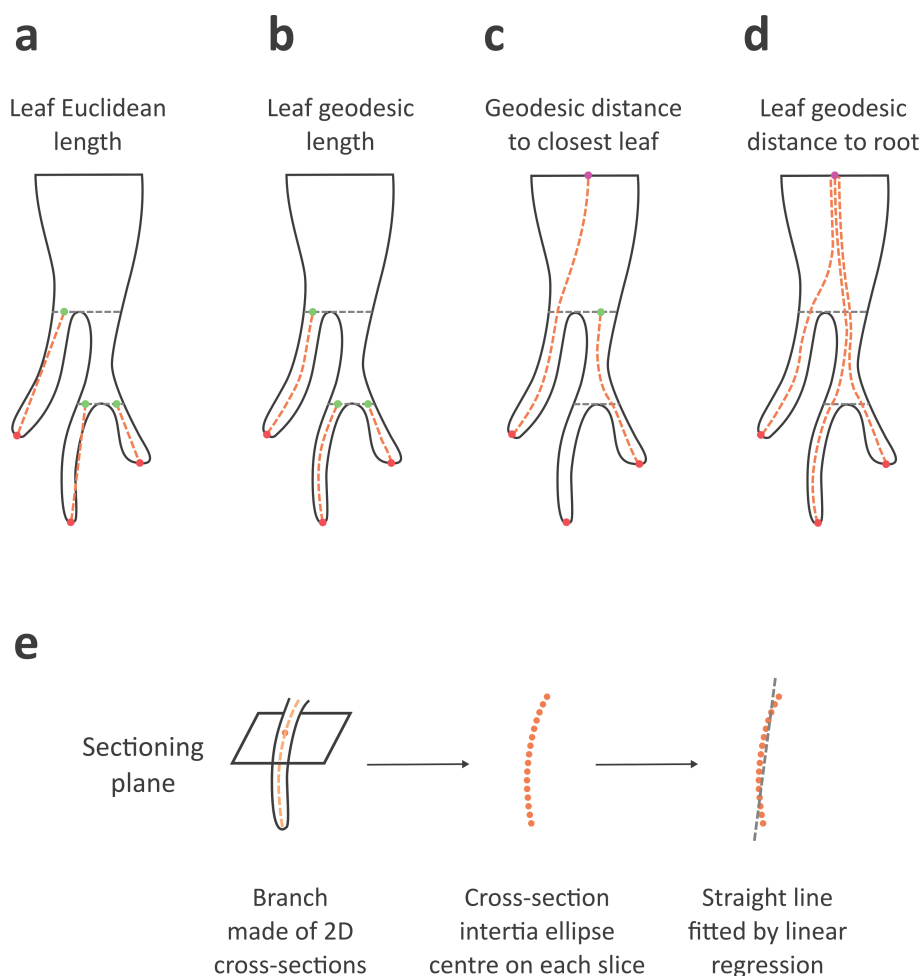 a
b
c
d
Leaf Euclidean
length
Leaf geodesic
length
Geodesic distance
to closest leaf
Leaf geodesic
distance to root
e
Sectioning
plane
Branch
made of 2D
cross-sections
Cross-section
intertia ellipse
centre on each slice
Straight line
fitted by linear
regression